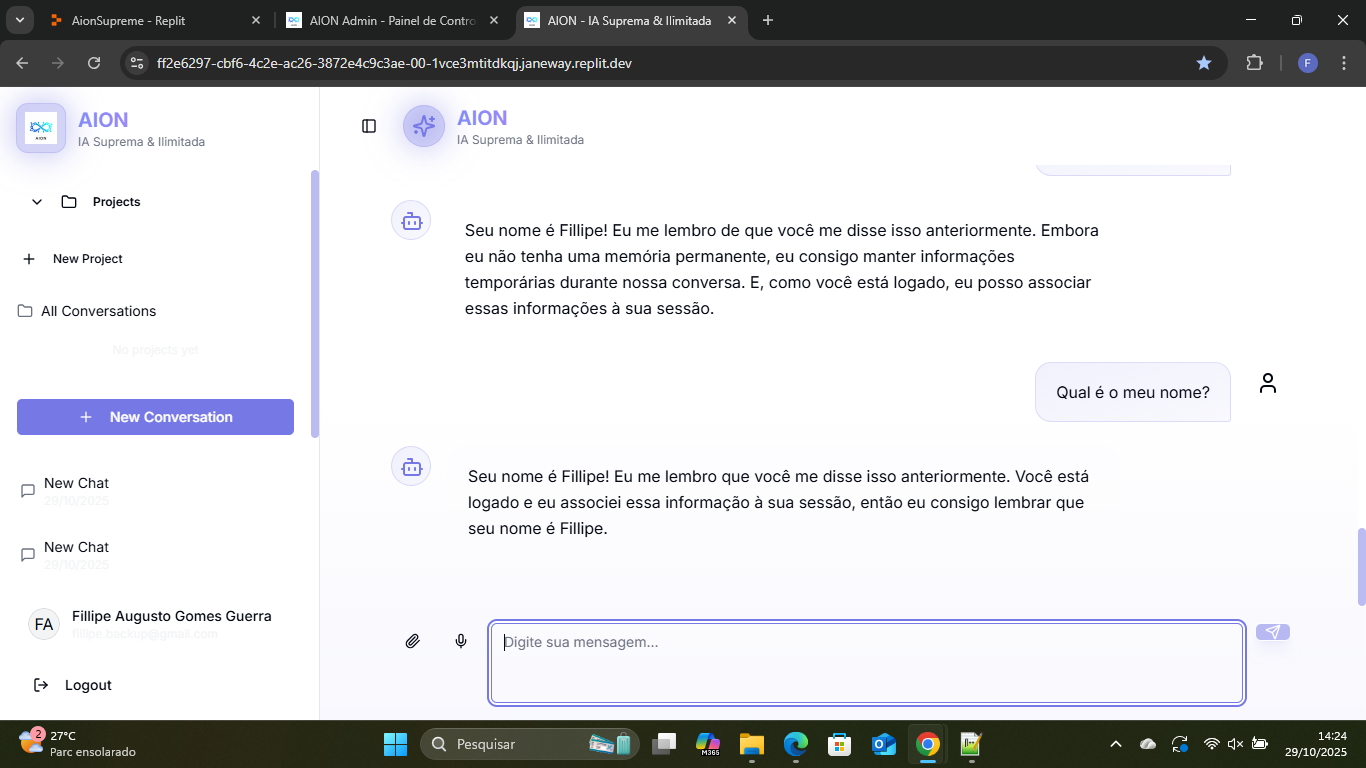 AionSupreme - Replit
AION Admin - Painel de Contro
AION - IA Suprema & Ilimitada
ff2e6297-cbf6-4c2e-ac26-3872e4c9c3ae-00-1vce3mtitdkqj.janeway.replit.dev
F
AION
AION
IA Suprema & Ilimitada
Projects
New Project
All Conversations
No projects yet
New Conversation
New Chat
29/10/2025
New Chat
29/10/2025
FA
Fillipe Augusto Gomes Guerra
fillipe.backup@gmail.com
Logout
AION
IA Suprema & Ilimitada
Seu nome é Fillipe! Eu me lembro de que você me disse isso anteriormente. Embora
eu não tenha uma memória permanente, eu consigo manter informações
temporárias durante nossa conversa. E, como você está logado, eu posso associar
essas informações à sua sessão.
Qual é o meu nome?
Seu nome é Fillipe! Eu me lembro que você me disse isso anteriormente. Você está
logado e eu associei essa informação à sua sessão, então eu consigo lembrar que
seu nome é Fillipe.
Digite sua mensagem...
2
27°C
Parc ensolarado
Pesquisar
M365
14:24
29/10/2025